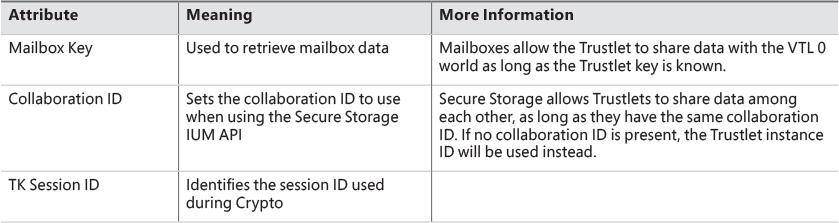 Attribute Meaning More Information
Mailbox Key Used to retrieve mailbox data Mailboxes allow the Trustlet to share data with the VTL 0
world as long as the Trustlet key is known.
Collaboration ID Sets the collaboration ID to use Secure Storage allows Trustlets to share data among
when using the Secure Storage each other, as long as they have the same collaboration
IUM API ID. If no collaboration ID is present, the Trustlet instance
ID will be used instead.
TK Session ID Identifies the session ID used
during Crypto